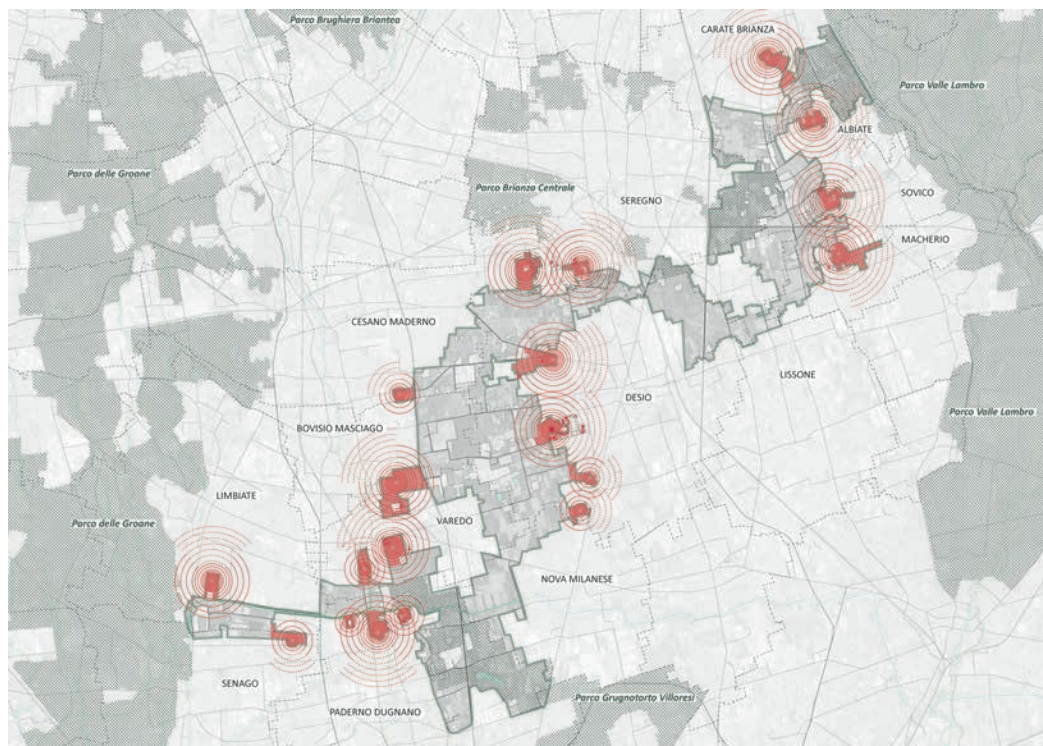 Parco Brughiera Briantea
CARATE BRIANZA
Parco Valle Lambro
ALBIATE
Parco delle Groane
Parco Brianza Centrale
SEREGNO
SOVICO
MACHERIO
CESANO MADERNO
LISSONE
DESIO
Parco Valle Lambro
BOVISIO MASCIAGO
LIMBIATE
Parco delle Groane
VAREDO
NOVA MILANESE
SENAGO
Parco Grugnotorto Villoresi
PADERNO DUGNANO